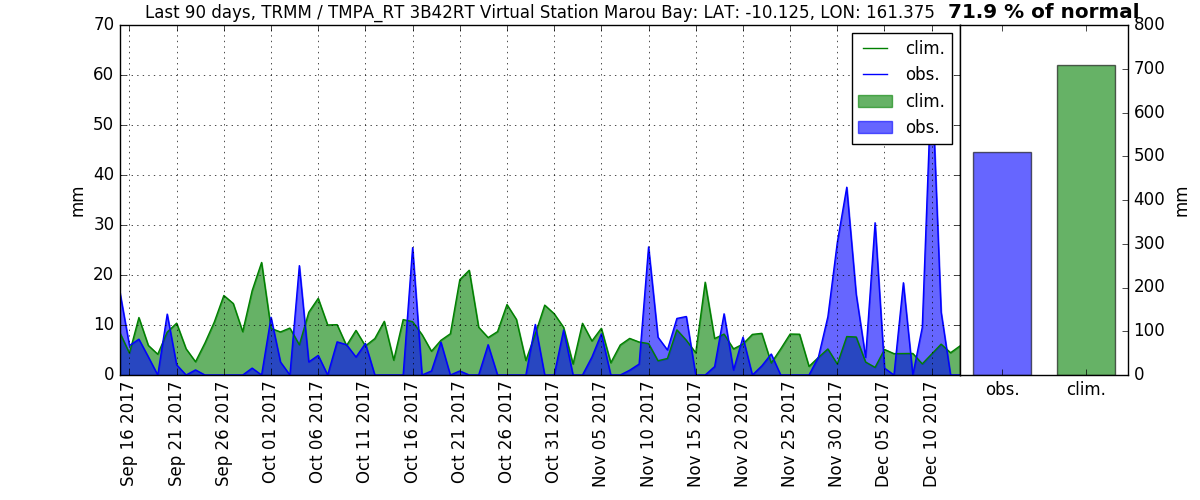 Last 90 days, TRMM / TMPA_RT 3B42RT Virtual Station Marou Bay: LAT: -10.125, LON: 161.375 71.9 % of normal
70
60
50
40
30
20
10
0
mm
clim.
obs.
clim.
obs.
800
700
600
500
400
300
200
100
0
mm
Sep 16 2017
Sep 21 2017
Sep 26 2017
Oct 01 2017
Oct 06 2017
Oct 11 2017
Oct 16 2017
Oct 21 2017
Oct 26 2017
Oct 31 2017
Nov 05 2017
Nov 10 2017
Nov 15 2017
Nov 20 2017
Nov 25 2017
Nov 30 2017
Dec 05 2017
Dec 10 2017
obs.
clim.